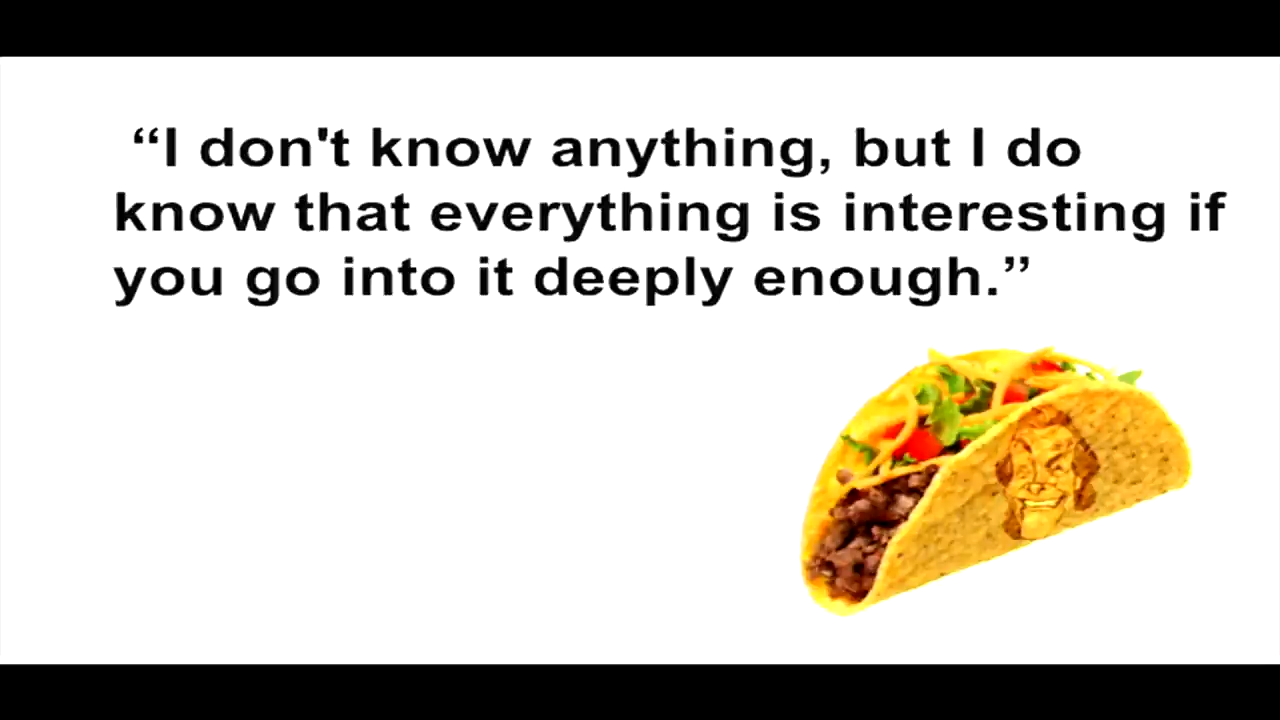 “I don't know anything, but I do
know that everything is interesting if
you go into it deeply enough.”